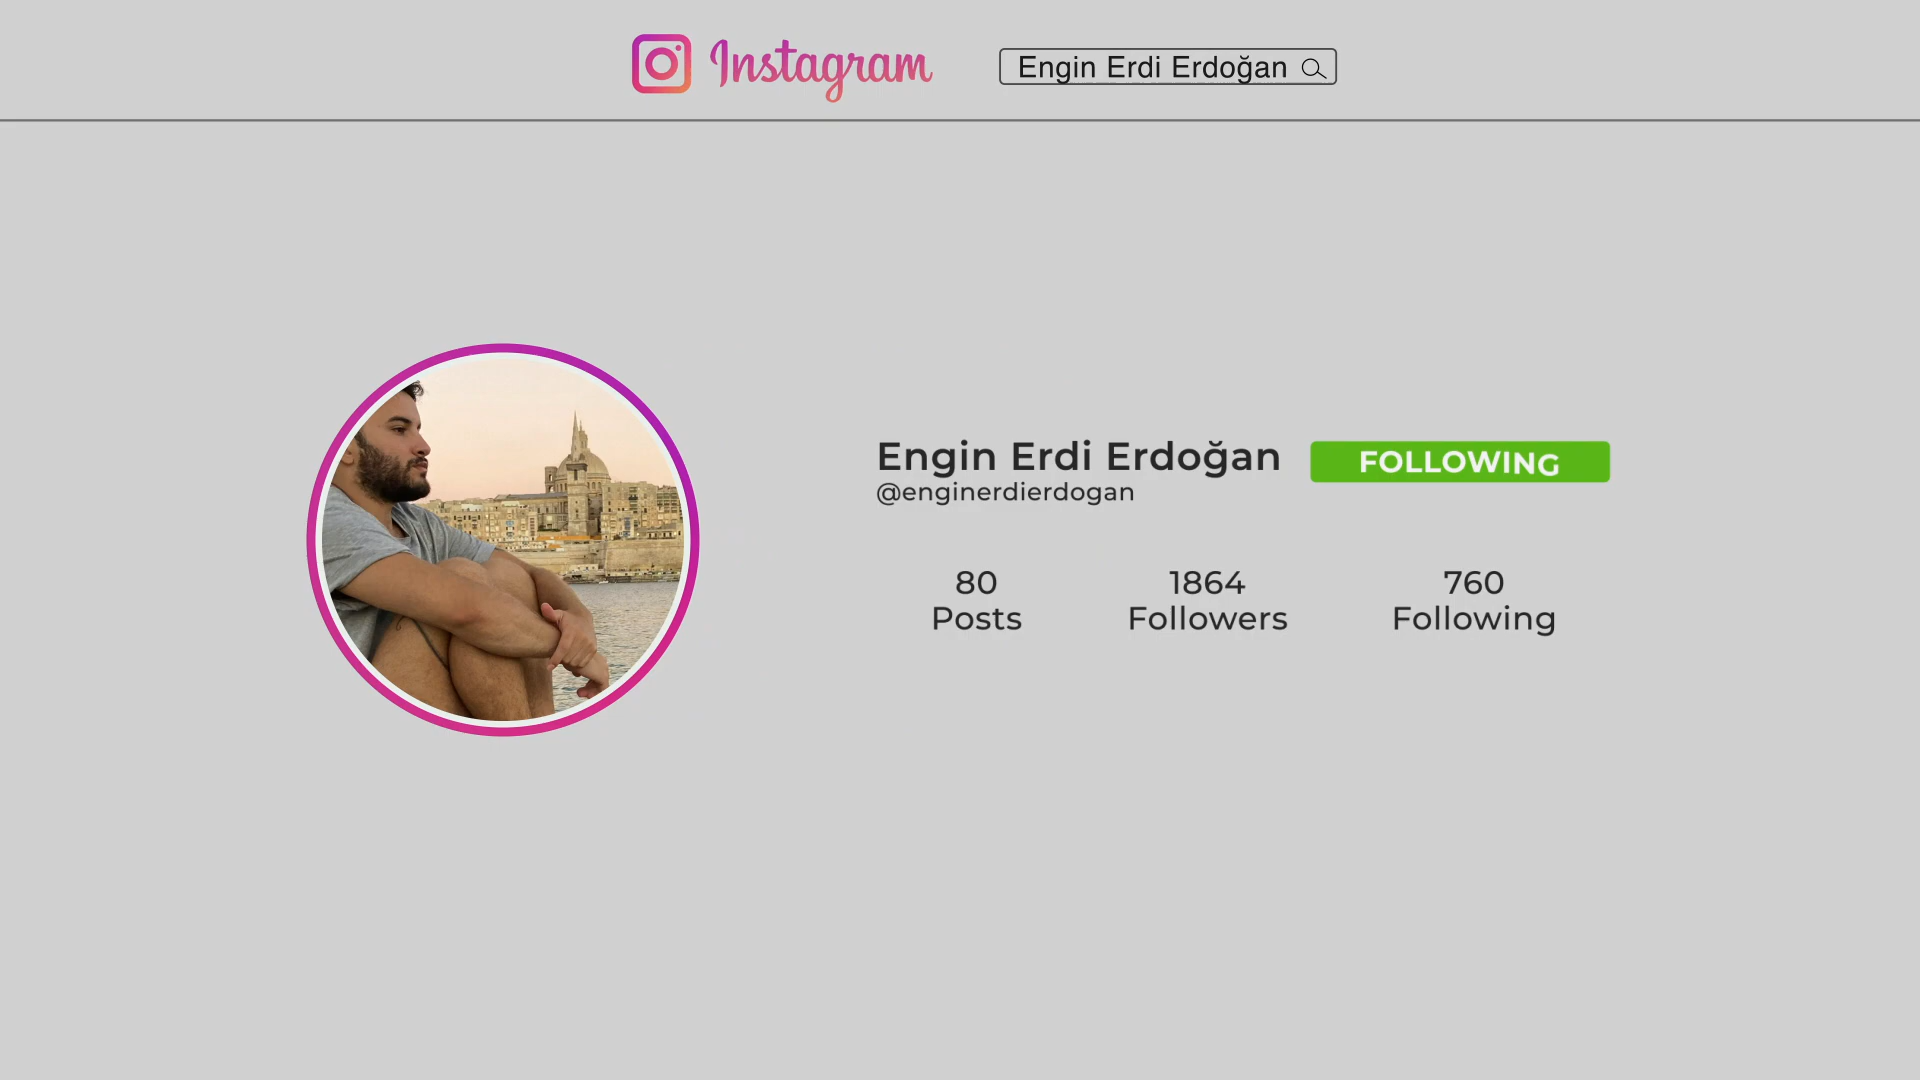 Instagram
Engin Erdi Erdoğan
Engin Erdi Erdoğan
FOLLOWING
@enginerdierdogan
80
Posts
1864
Followers
760
Following